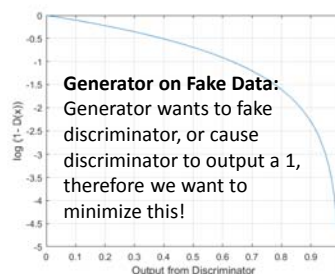 0
-0.5
-1
-1.5
-2
-2.5
-3
-3.5
-4
-4.5
-5
log (1- D(x))
Generator on Fake Data:
Generator wants to fake
discriminator, or cause
discriminator to output a 1,
therefore we want to
minimize this!
0 0.1 0.2 0.3 0.4 0.5 0.6 0.7 0.8 0.9
Output from Discriminator